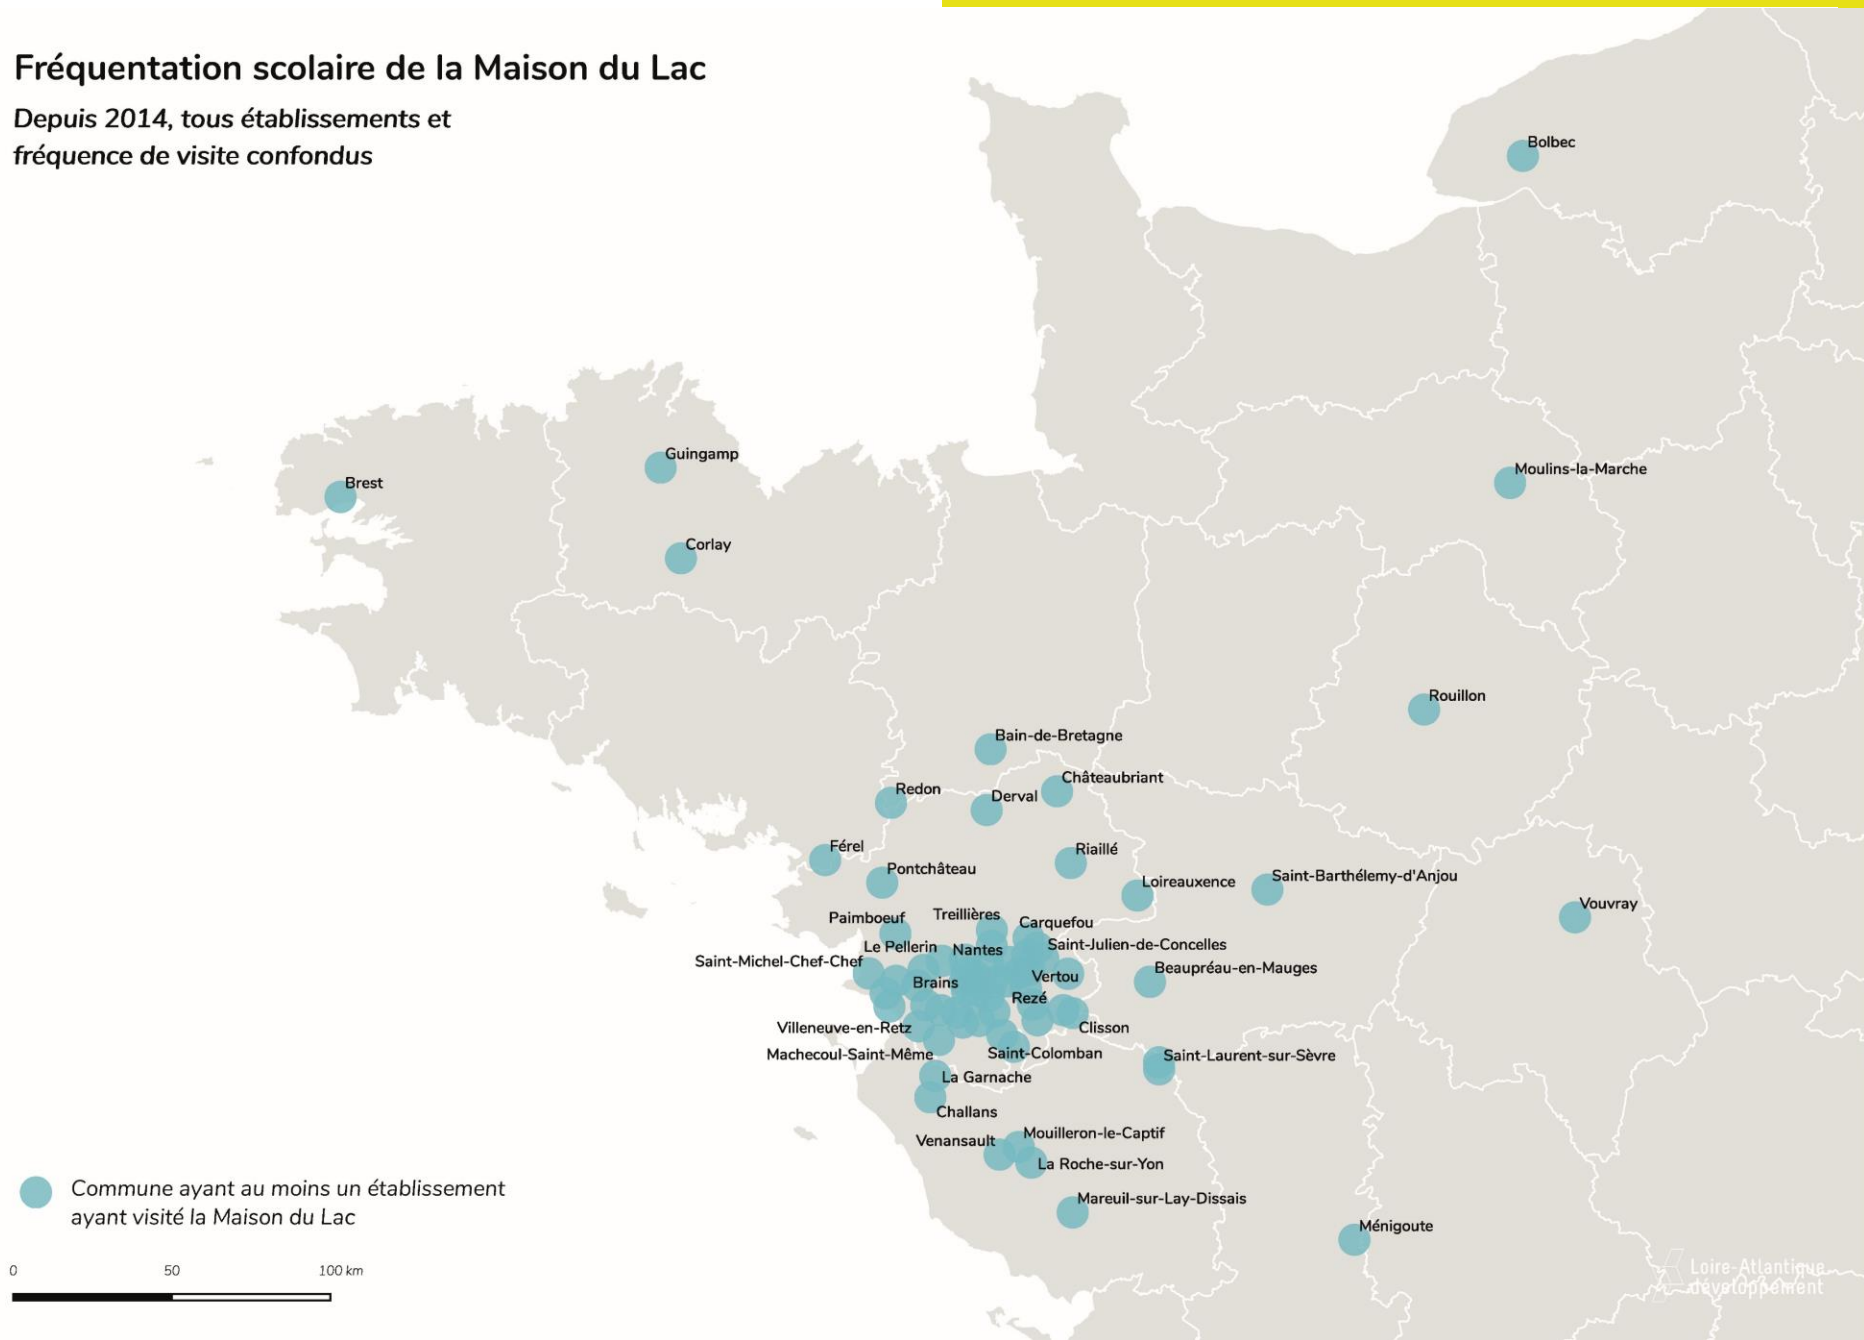 Fréquentation scolaire de la Maison du Lac
Depuis 2014, tous établissements et
fréquence de visite confondus
Bolbec
Guingamp
Brest
Moulins-la-Marche
Corlay
Rouillon
Bain-de-Bretagne
Châteaubriant
Redon
Derval
Férel
Riaillé
Pontchâteau
Loireauxence
Saint-Barthélemy-d'Anjou
Vouvray
Paimboeuf
Treillières
Carquefou
Le Pellerin
Nantes
Saint-Julien-de-Concelles
Saint-Michel-Chef-Chef
Vertou
Beaupréau-en-Mauges
Brains
Rezé
Villeneuve-en-Retz
Clisson
Machecoul-Saint-Même
Saint-Colomban
Saint-Laurent-sur-Sèvre
La Garnache
Challans
Venansault
Mouilleron-le-Captif
La Roche-sur-Yon
Mareuil-sur-Lay-Dissais
Ménigoute
Commune ayant au moins un établissement
ayant visité la Maison du Lac
0 50 100 km
Loire-Atlantique
développement